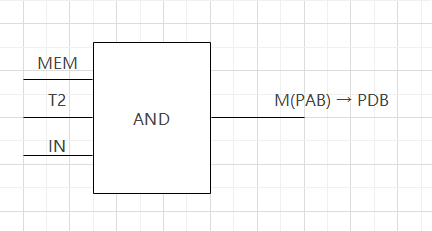 MEM
T2
IN
AND
M(PAB) → PDB